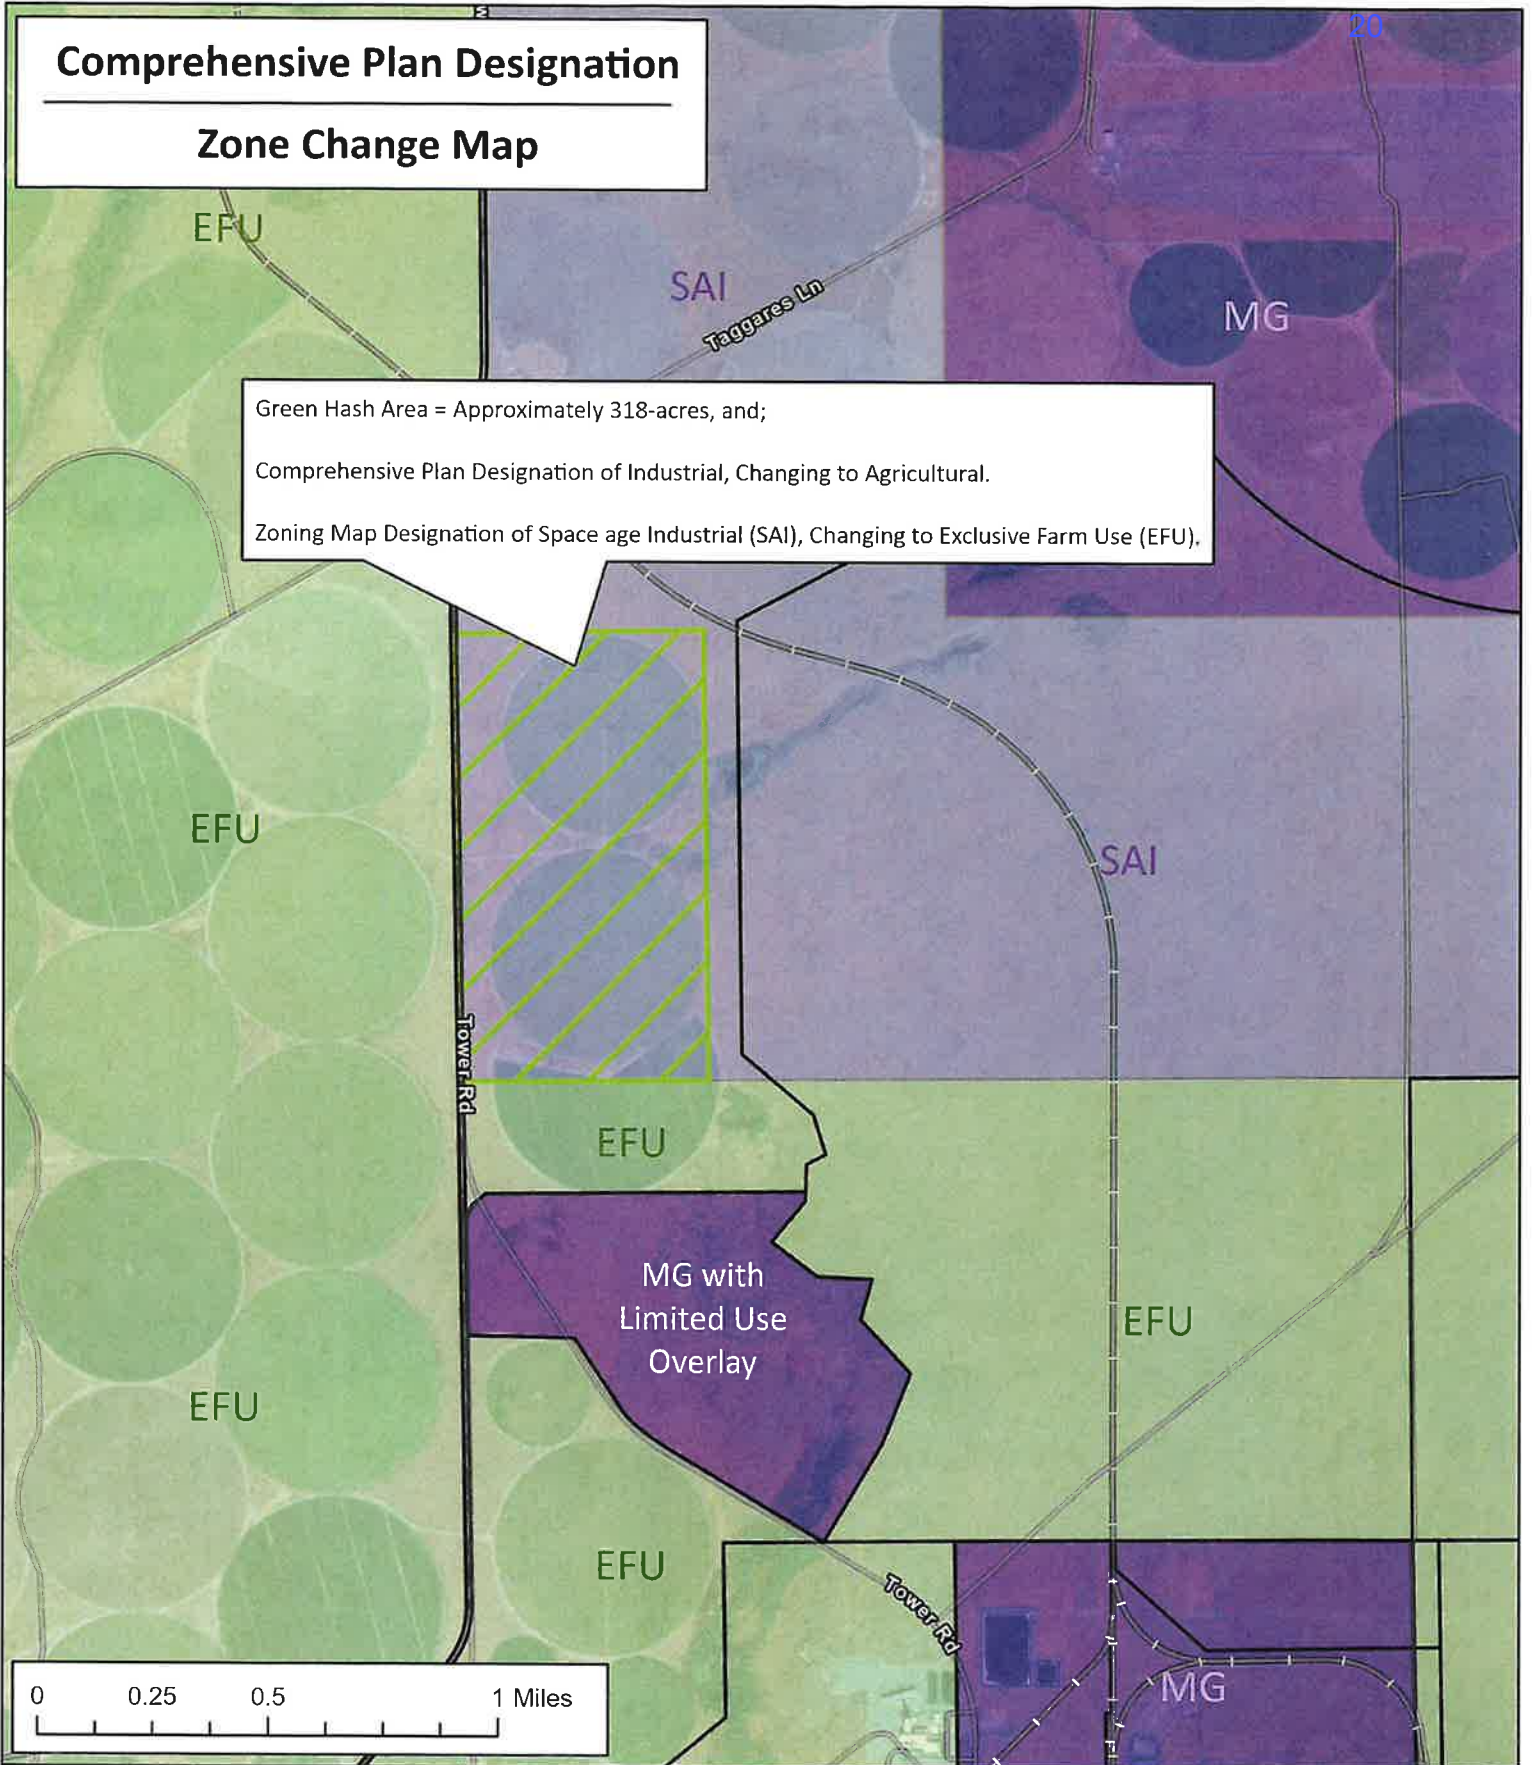 20
Comprehensive Plan Designation
Zone Change Map
EFU
SAI
Taggares Ln
MG
Green Hash Area = Approximately 318-acres, and;
Comprehensive Plan Designation of Industrial, Changing to Agricultural.
Zoning Map Designation of Space age Industrial (SAI), Changing to Exclusive Farm Use (EFU).
EFU
SAI
Tower Rd
EFU
MG with
Limited Use
Overlay
EFU
EFU
EFU
Tower Rd
MG
0 0.25 0.5 1 Miles